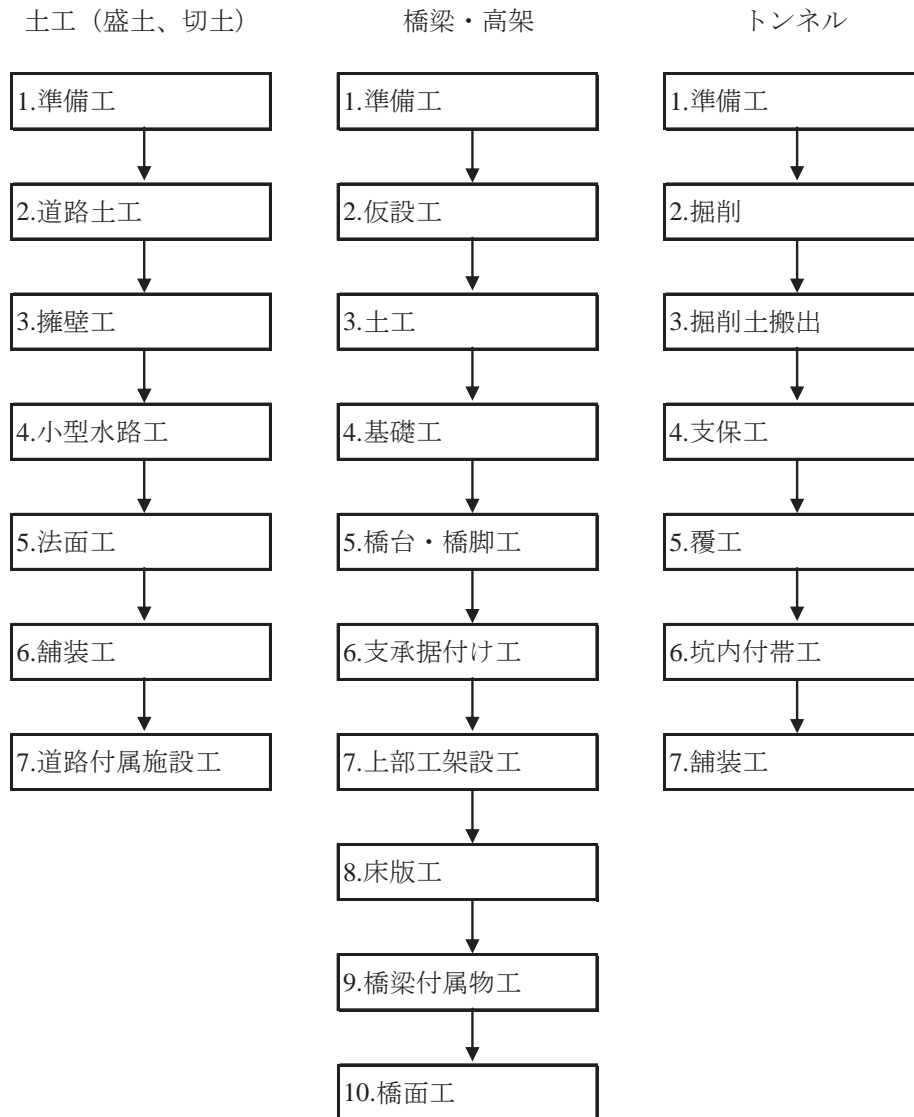 土工（盛土、切土）
1.準備工
2.道路土工
3.擁壁工
4.小型水路工
5.法面工
6.舗装工
7.道路付属施設工
橋梁・高架
1.準備工
2.仮設工
3.土工
4.基礎工
5.橋台・橋脚工
6.支承据付け工
7.上部工架設工
8.床版工
9.橋梁付属物工
10.橋面工
トンネル
1.準備工
2.掘削
3.掘削土搬出
4.支保工
5.覆工
6.坑内付帯工
7.舗装工